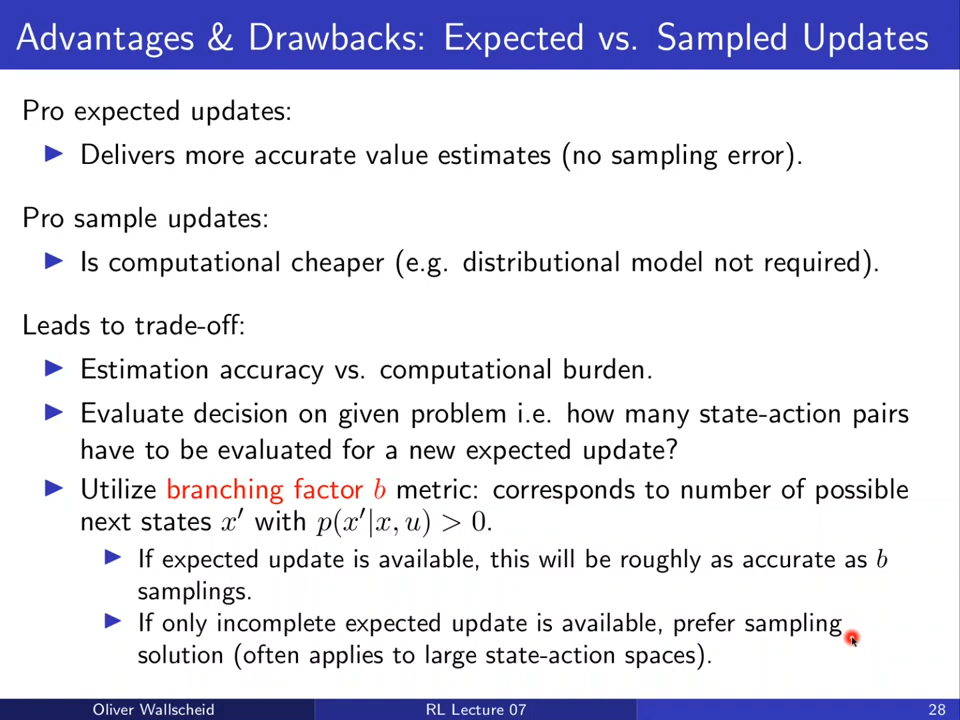 Advantages & Drawbacks: Expected vs. Sampled Updates
Pro expected updates:
▶ Delivers more accurate value estimates (no sampling error).
Pro sample updates:
▶ Is computational cheaper (e.g. distributional model not required).
Leads to trade-off:
▶ Estimation accuracy vs. computational burden.
▶ Evaluate decision on given problem i.e. how many state-action pairs
have to be evaluated for a new expected update?
▶ Utilize branching factor b metric: corresponds to number of possible
next states x′ with p(x′|x, u) > 0.
▶ If expected update is available, this will be roughly as accurate as b
samplings.
▶ If only incomplete expected update is available, prefer sampling
solution (often applies to large state-action spaces).
Oliver Wallscheid
RL Lecture 07
28